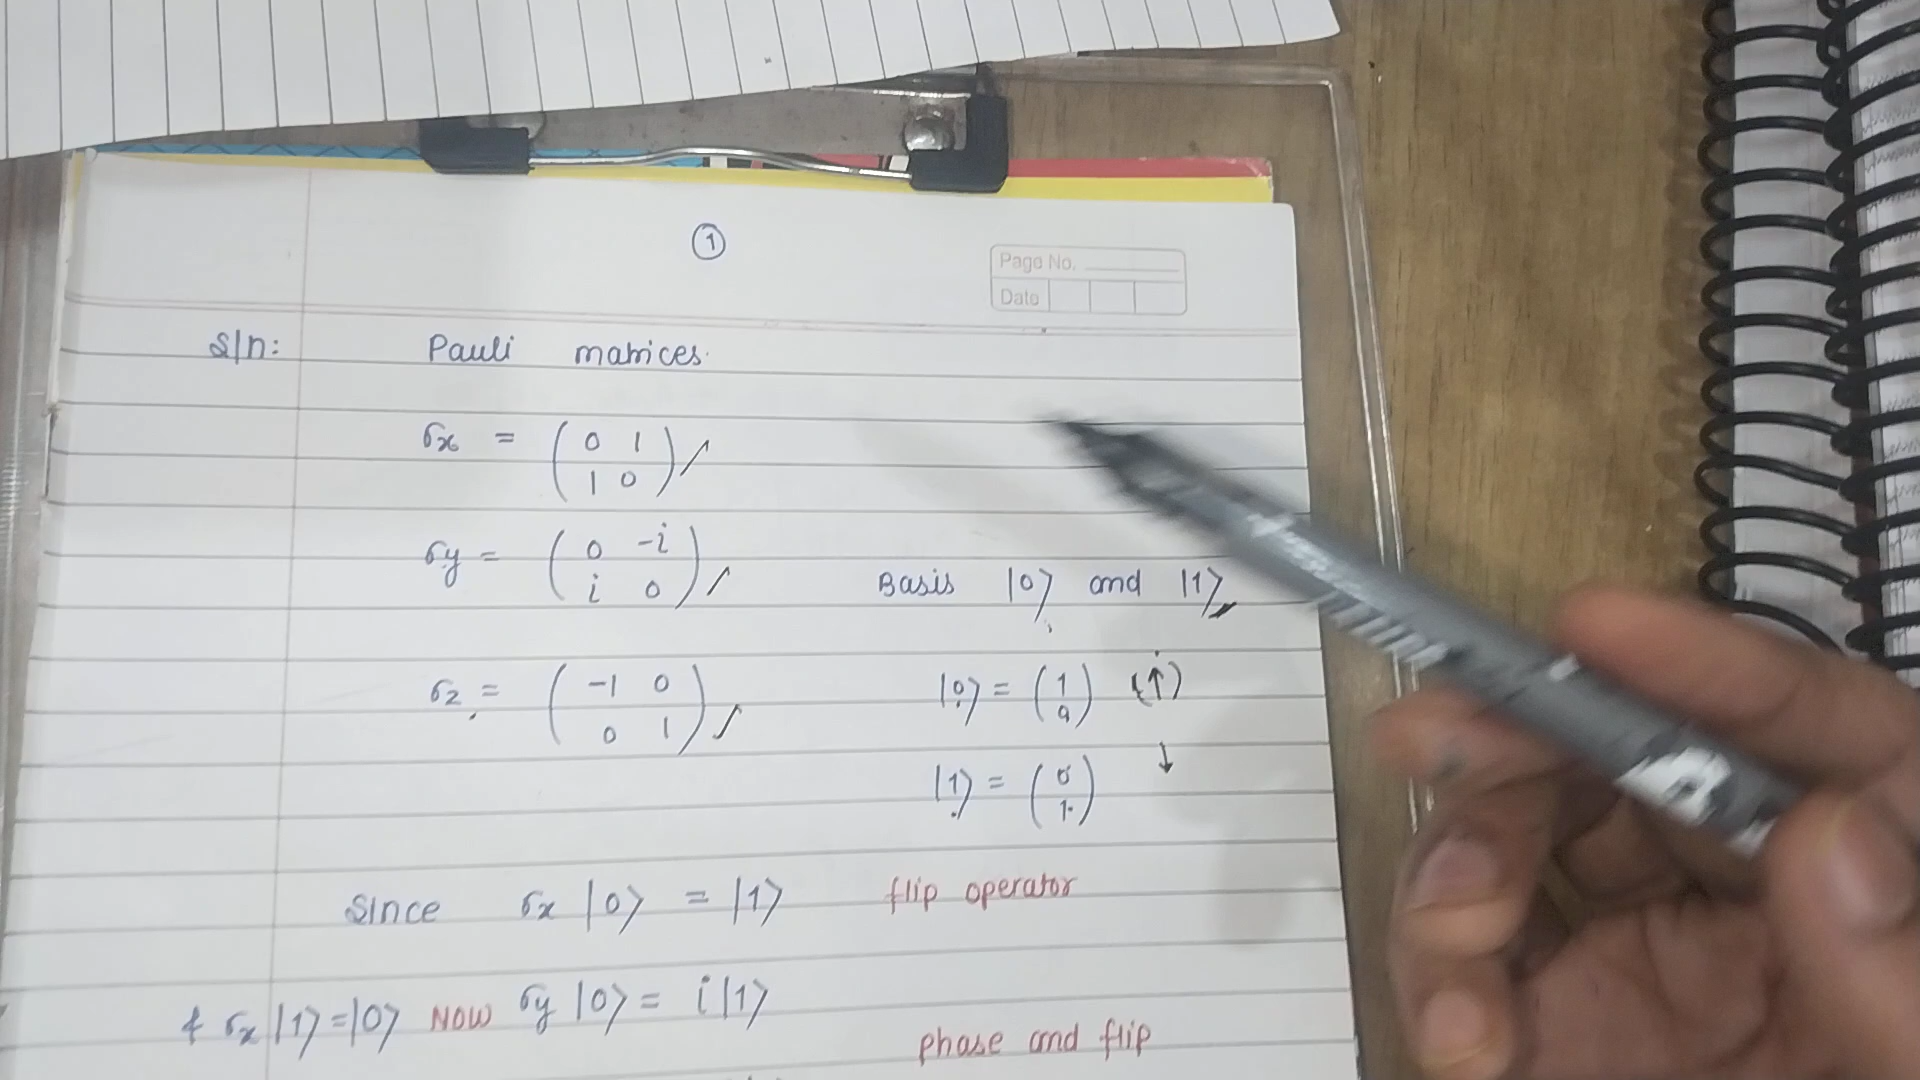 1
Page No.
Date
S/n: Pauli matrices.
σx = ( 0 1
1 0 )
σy = ( 0 -i
i 0 )
Basis |0⟩ and |1⟩
σz = ( -1 0
0 1 )
|0⟩ = ( 1
0 ) (↑)
|1⟩ = ( 0
1 ) ↓
Since σx |0⟩ = |1⟩ flip operator
& σx |1⟩ = |0⟩ NOW σy |0⟩ = i |1⟩
phase and flip